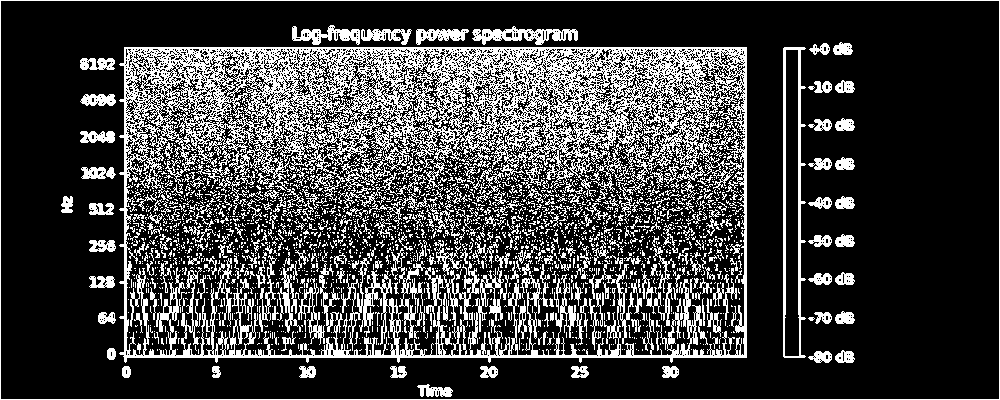 Log-frequency power spectrogram
8192
4096
2048
1024
512
256
128
64
0
Hz
0 5 10 15 20 25 30
Time
+0 dB
-10 dB
-20 dB
-30 dB
-40 dB
-50 dB
-60 dB
-70 dB
-80 dB